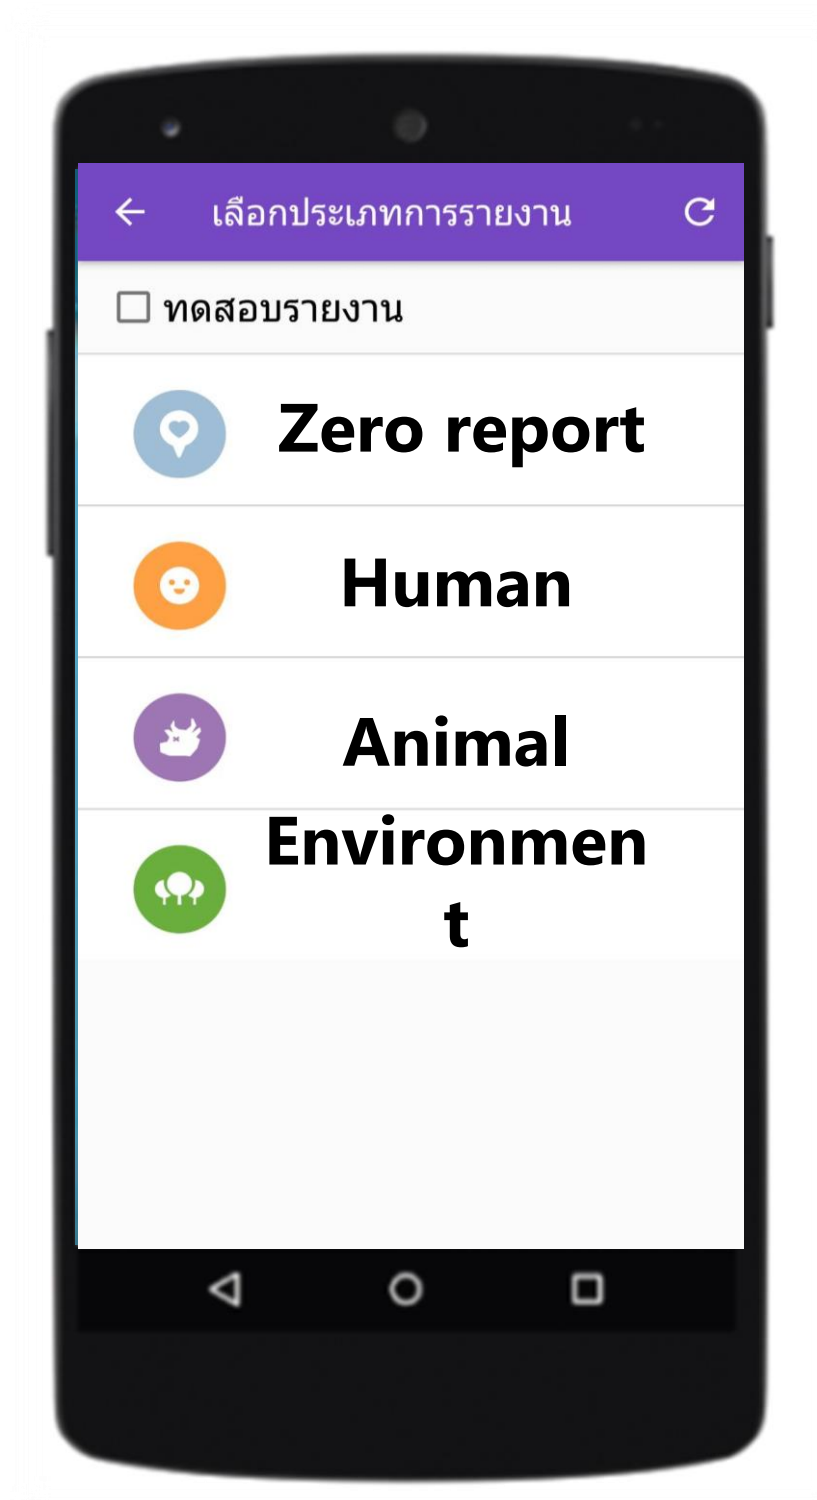 เลือกประเภทการรายงาน
ทดสอบรายงาน
Zero report
Human
Animal
Environmen
t